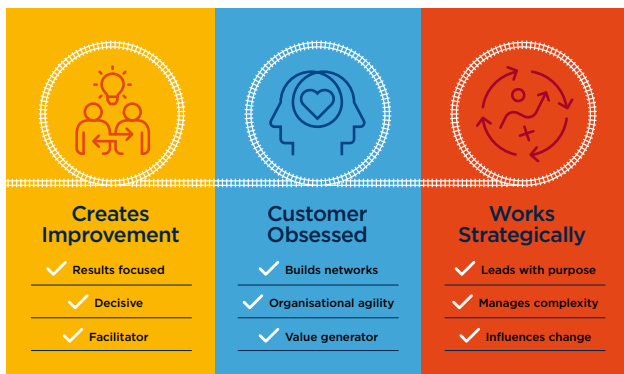 Creates
Improvement
Results focused
Decisive
Facilitator
Customer
Obsessed
Builds networks
Organisational agility
Value generator
Works
Strategically
Leads with purpose
Manages complexity
Influences change